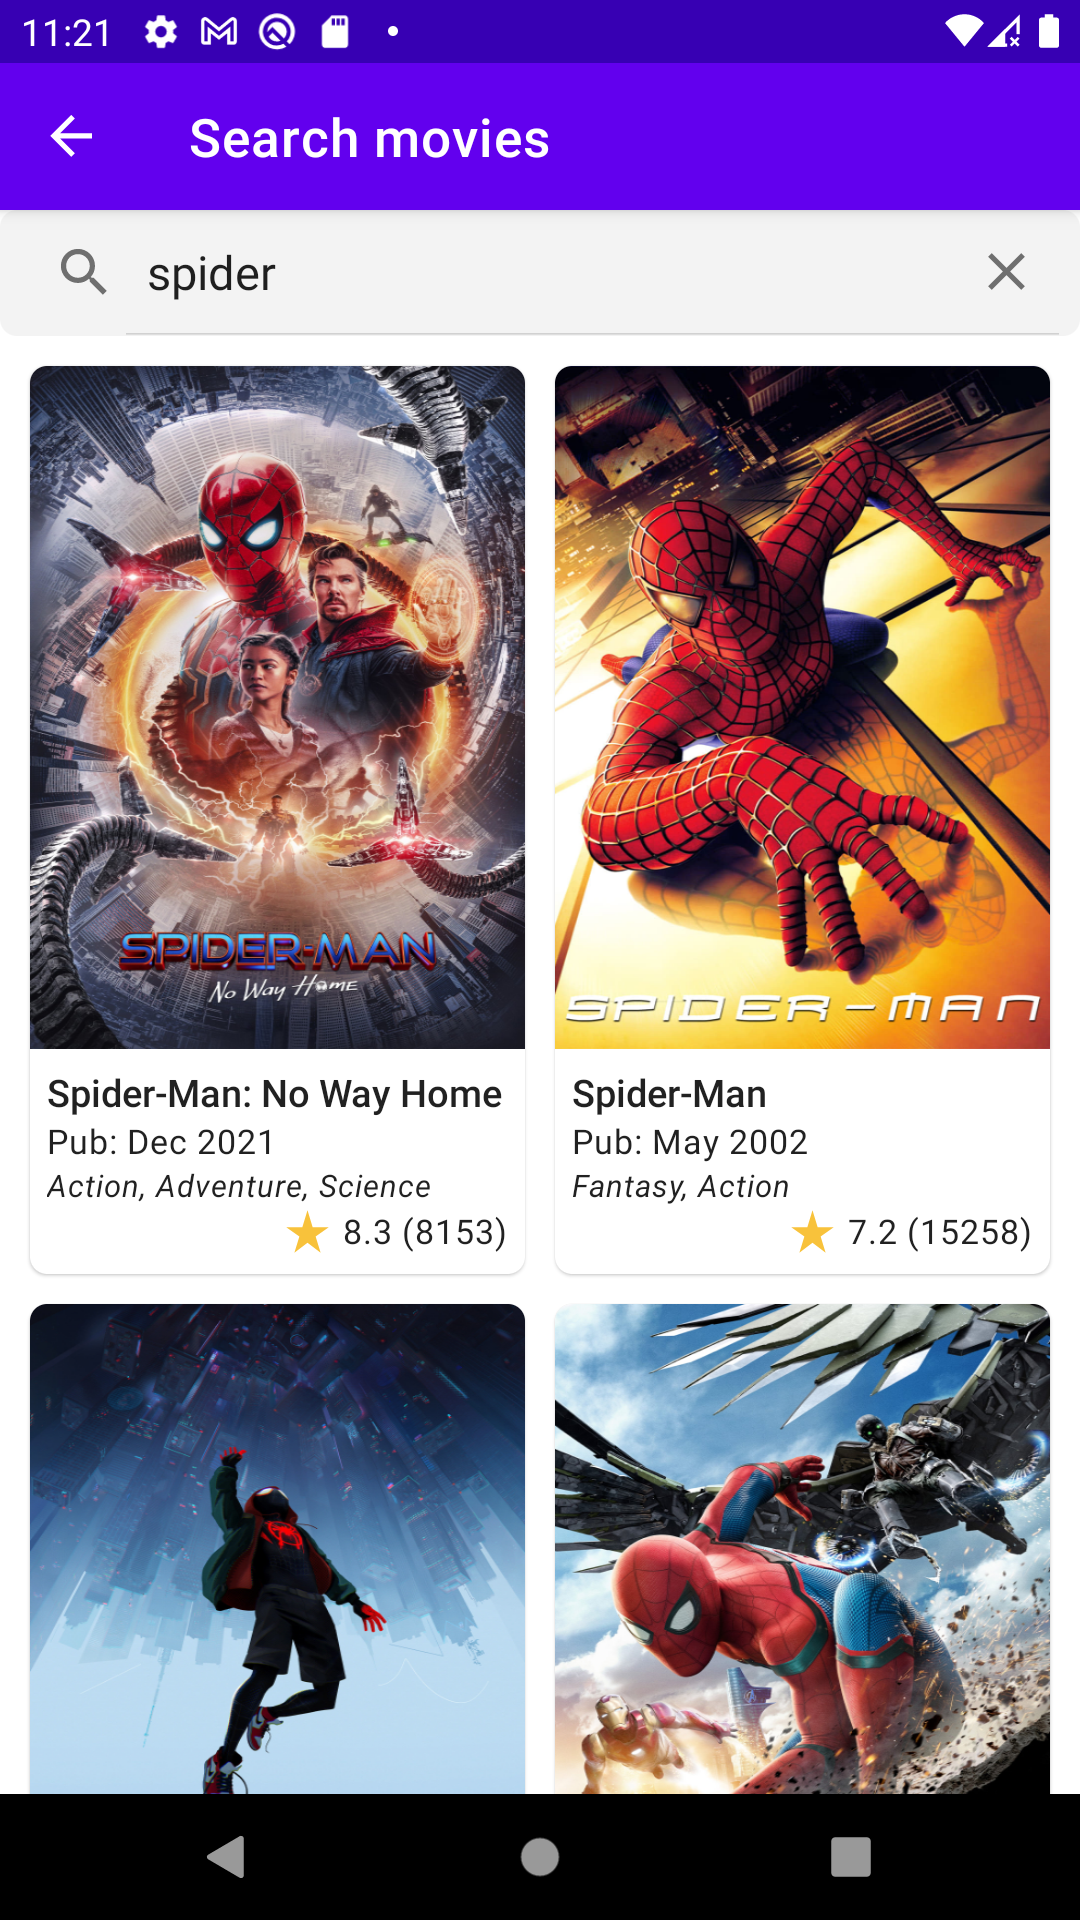 11:21
Search movies
spider
SPIDER-MAN
No Way Home
SPIDER-MAN
Spider-Man: No Way Home
Pub: Dec 2021
Action, Adventure, Science
8.3 (8153)
Spider-Man
Pub: May 2002
Fantasy, Action
7.2 (15258)